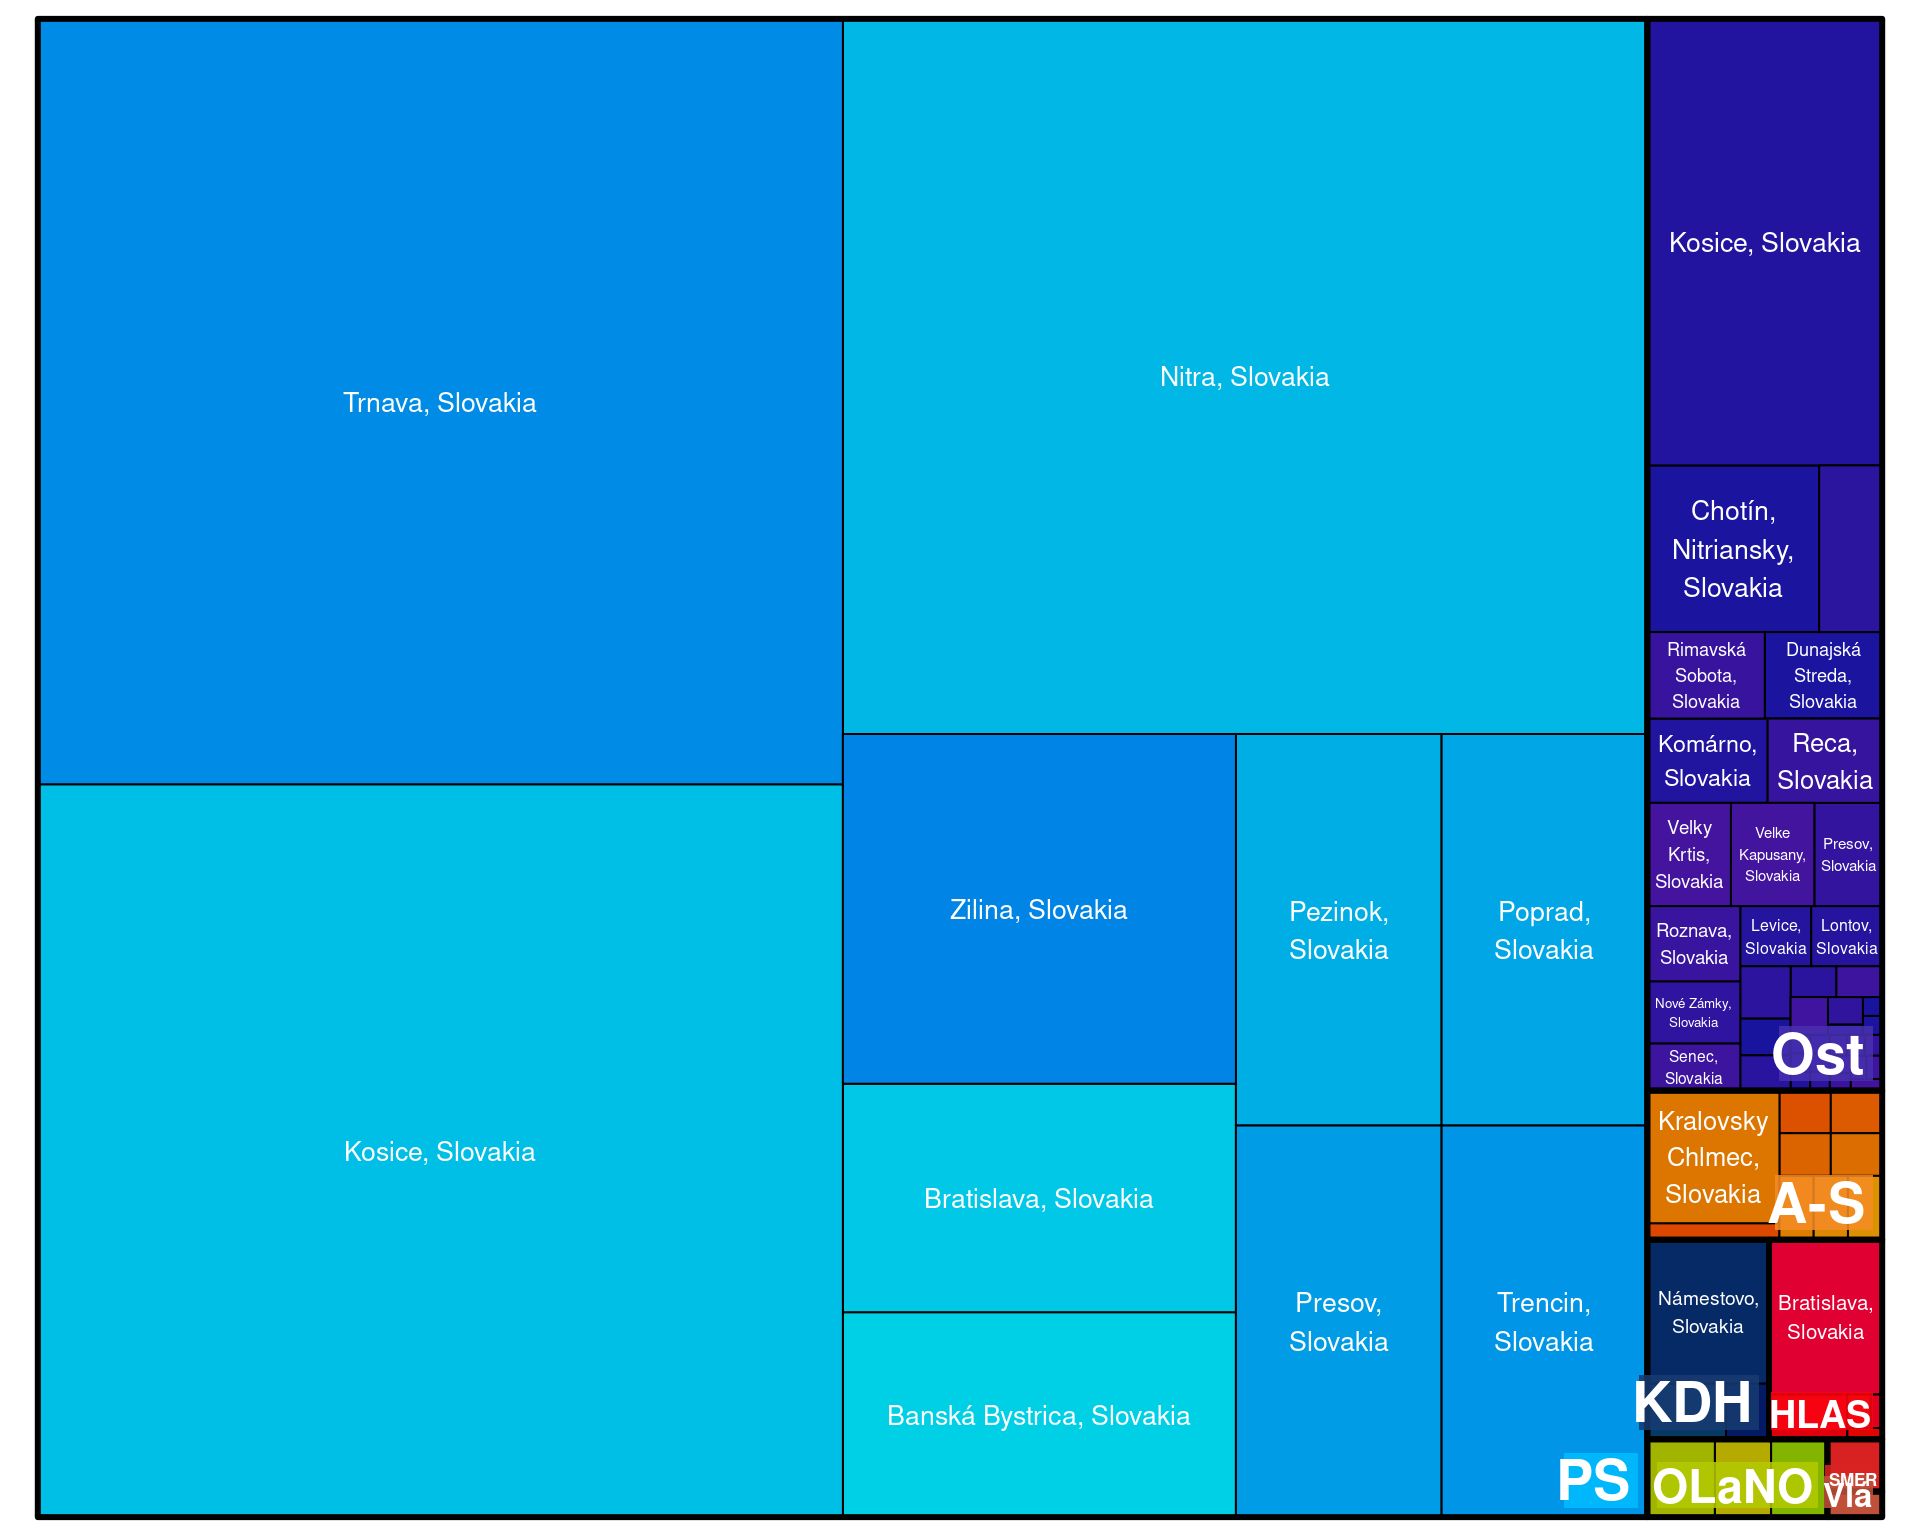 Trnava, Slovakia
Kosice, Slovakia
Nitra, Slovakia
Zilina, Slovakia
Bratislava, Slovakia
Banská Bystrica, Slovakia
Pezinok,
Slovakia
Poprad,
Slovakia
Presov,
Slovakia
Trencin,
Slovakia
PS
Kosice, Slovakia
Chotín,
Nitriansky,
Slovakia
Rimavská
Sobota,
Slovakia
Dunajská
Streda,
Slovakia
Komárno,
Slovakia
Reca,
Slovakia
Velky
Krtis,
Slovakia
Velke
Kapusany,
Slovakia
Presov,
Slovakia
Roznava,
Slovakia
Levice,
Slovakia
Lontov,
Slovakia
Nové Zámky,
Slovakia
Senec,
Slovakia
Ost
Kralovsky
Chlmec,
Slovakia
A-S
Námestovo,
Slovakia
KDH
Bratislava,
Slovakia
HLAS
OLaNO
SMER
Vla